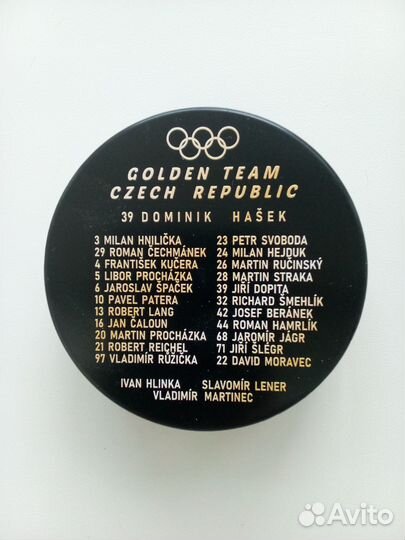 GOLDEN TEAM
CZECH REPUBLIC
39 DOMINIK HAŠEK
3 MILAN HNILIČKA
29 ROMAN ČECHMÁNEK
4 FRANTIŠEK KUČERA
5 LIBOR PROCHÁZKA
6 JAROSLAV ŠPAČEK
10 PAVEL PATERA
13 ROBERT LANG
16 JAN ČALOUN
20 MARTIN PROCHÁZKA
21 ROBERT REICHEL
97 VLADIMÍR RŮŽIČKA
23 PETR SVOBODA
24 MILAN HEJDUK
26 MARTIN RUČINSKÝ
28 MARTIN STRAKA
39 JIŘÍ DOPITA
32 RICHARD ŠMEHLÍK
42 JOSEF BERÁNEK
44 ROMAN HAMRLÍK
68 JAROMÍR JÁGR
71 JIŘÍ ŠLÉGR
22 DAVID MORAVEC
IVAN HLINKA SLAVOMÍR LENER
VLADIMÍR MARTINEC
Avito